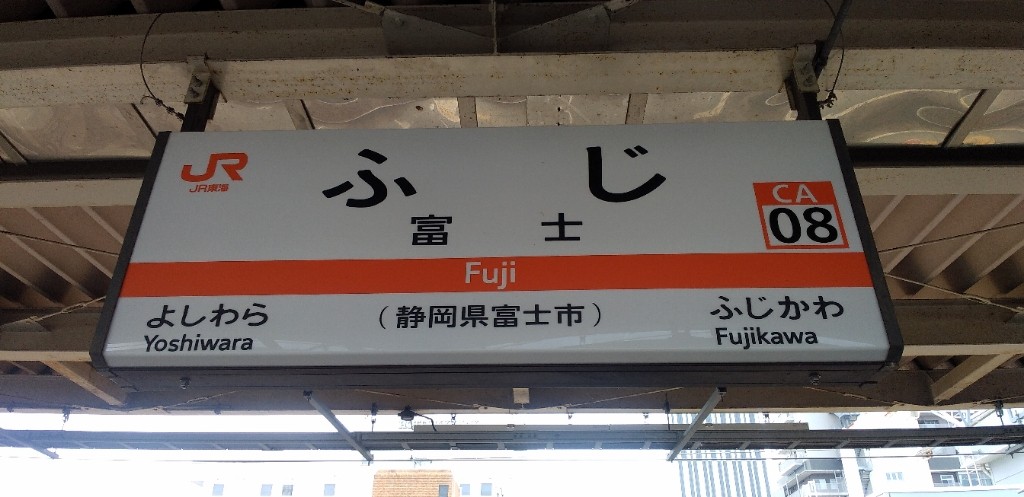 JR
JR東海
ふじ
富士
CA
08
Fuji
よしわら
Yoshiwara
(静岡県富士市)
ふじかわ
Fujikawa